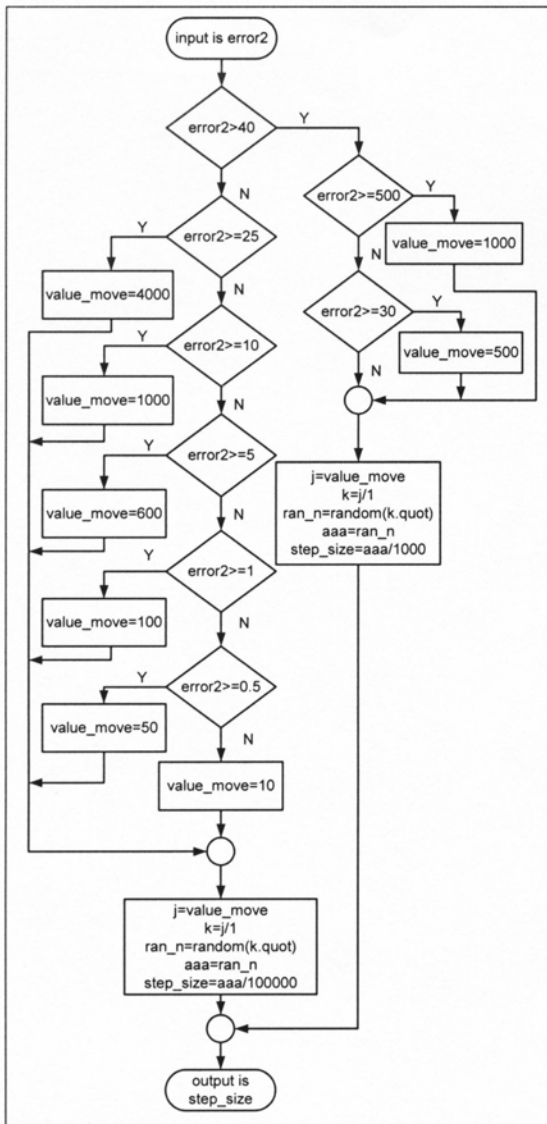 input is error2
error2>40
Y
N
error2>=500
Y
N
value_move=1000
error2>=30
Y
N
value_move=500
j=value_move
k=j/1
ran_n=random(k.quot)
aaa=ran_n
step_size=aaa/1000
error2>=25
Y
N
value_move=4000
error2>=10
Y
N
value_move=1000
error2>=5
Y
N
value_move=600
error2>=1
Y
N
value_move=100
error2>=0.5
Y
N
value_move=50
value_move=10
j=value_move
k=j/1
ran_n=random(k.quot)
aaa=ran_n
step_size=aaa/100000
output is
step_size